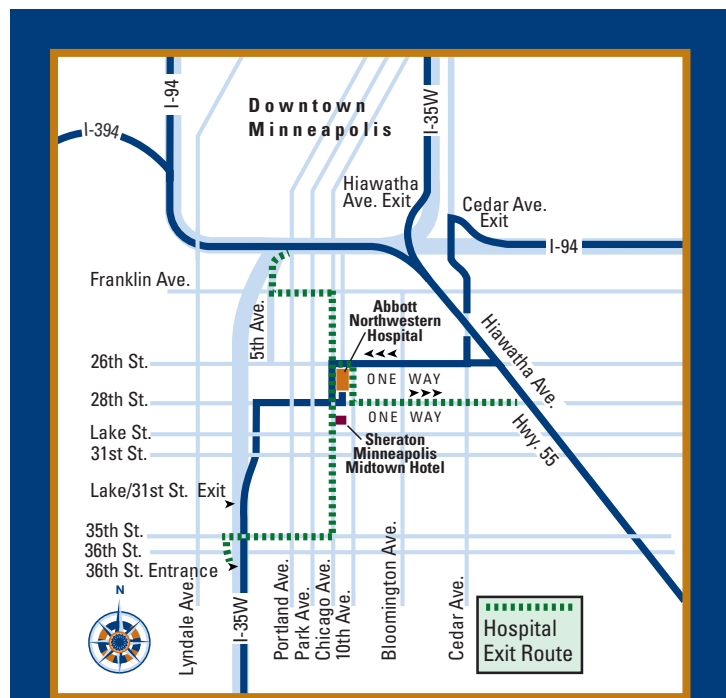 I-94
I-394
Downtown
Minneapolis
I-35W
Hiawatha
Ave. Exit
Cedar Ave.
Exit
I-94
Franklin Ave.
5th Ave.
Abbott
Northwestern
Hospital
Hiawatha Ave.
26th St.
ONE WAY
28th St.
ONE WAY
Hwy. 55
Lake St.
31st St.
Sheraton
Minneapolis
Midtown Hotel
Lake/31st St. Exit
35th St.
36th St.
36th St. Entrance
N
Lyndale Ave.
I-35W
Portland Ave.
Park Ave.
Chicago Ave.
10th Ave.
Bloomington Ave.
Cedar Ave.
Hospital
Exit Route